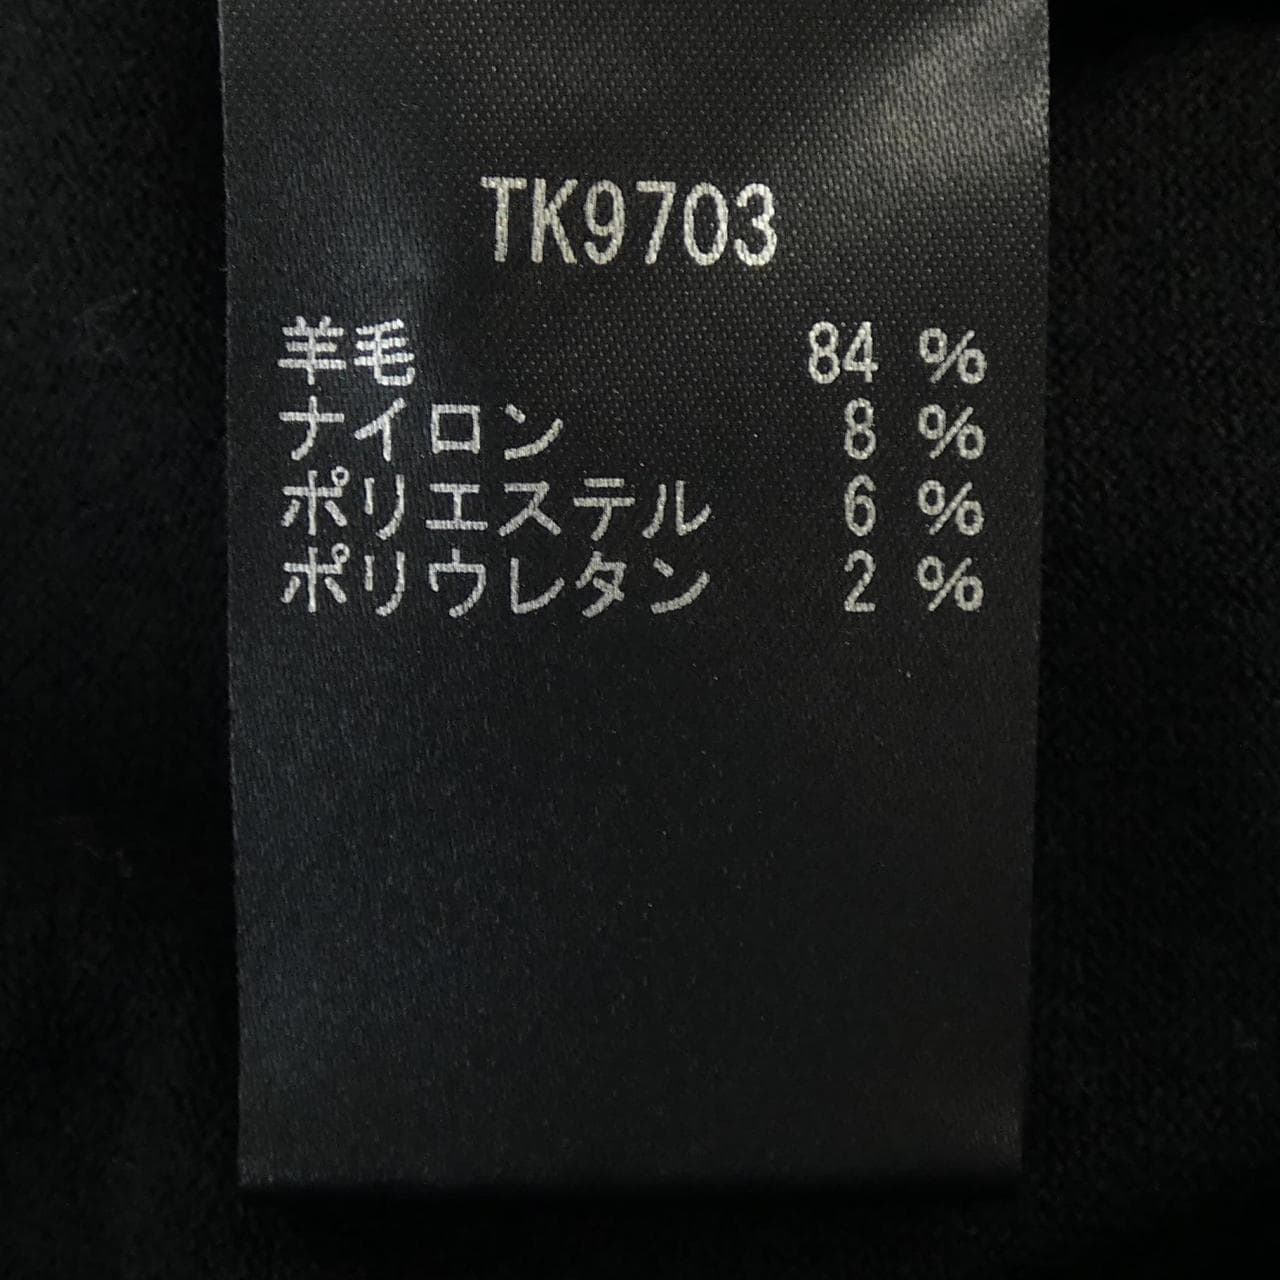 TK9703
羊毛 84 %
ナイロン 8 %
ポリエステル 6 %
ポリウレタン 2 %